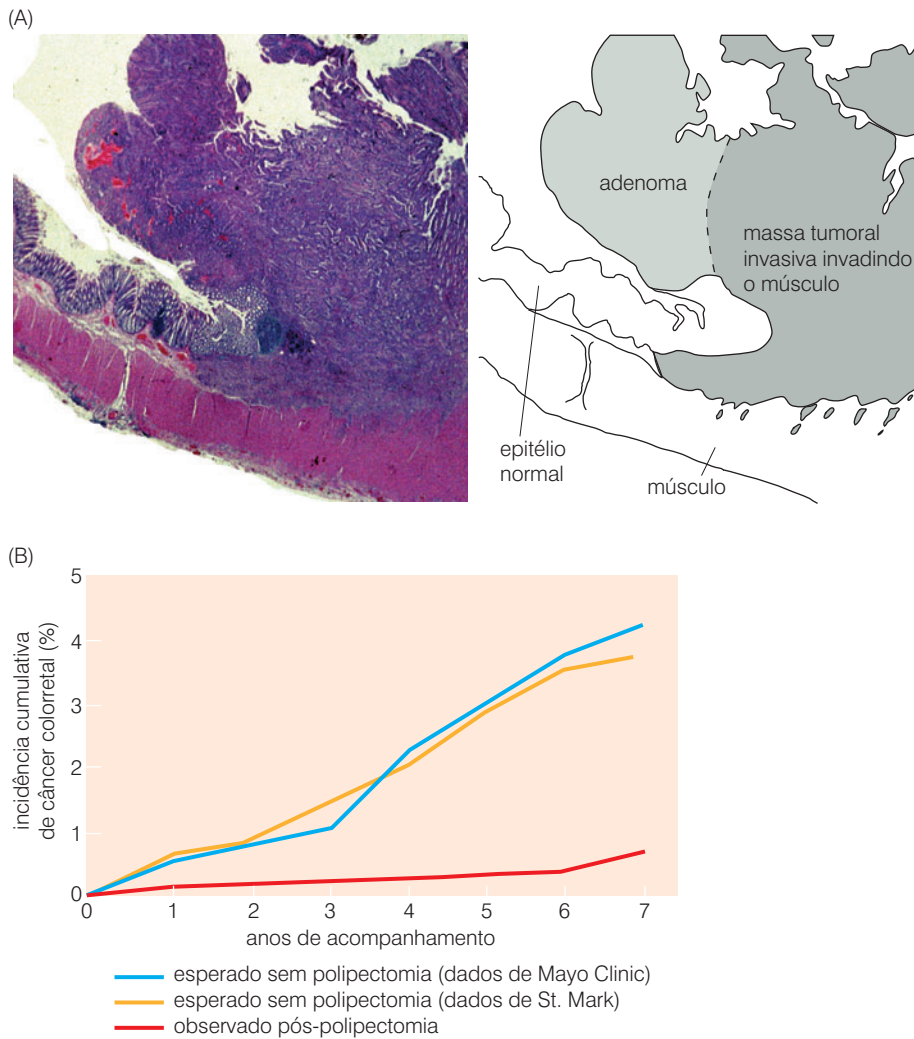 (A)
adenoma
massa tumoral
invasiva invadindo
o músculo
epitélio
normal
músculo
(B)
incidência cumulativa
de câncer colorretal (%)
5
4
3
2
1
0
0 1 2 3 4 5 6 7
anos de acompanhamento
esperado sem polipectomia (dados de Mayo Clinic)
esperado sem polipectomia (dados de St. Mark)
observado pós-polipectomia